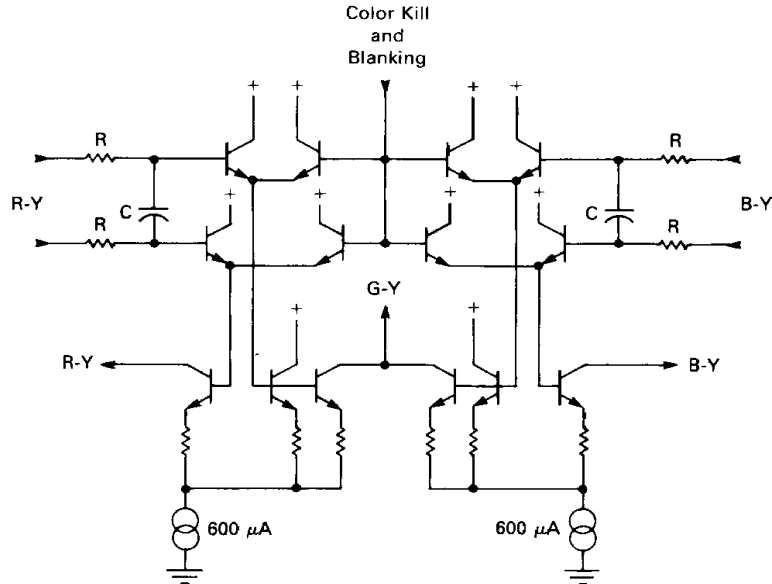 Color Kill
and
Blanking
+ + + +
R R
R-Y C C B-Y
+ + + +
R R
G-Y
+ +
R-Y B-Y
600 μA 600 μA